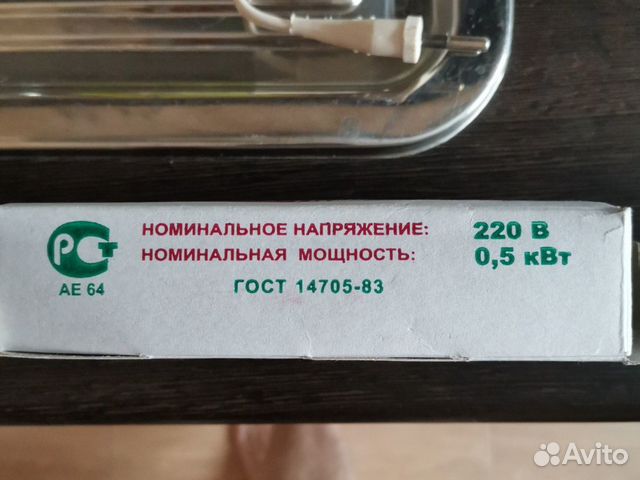 РСТ
АЕ 64
НОМИНАЛЬНОЕ НАПРЯЖЕНИЕ: 220 В
НОМИНАЛЬНАЯ МОЩНОСТЬ: 0,5 кВт
ГОСТ 14705-83
Avito